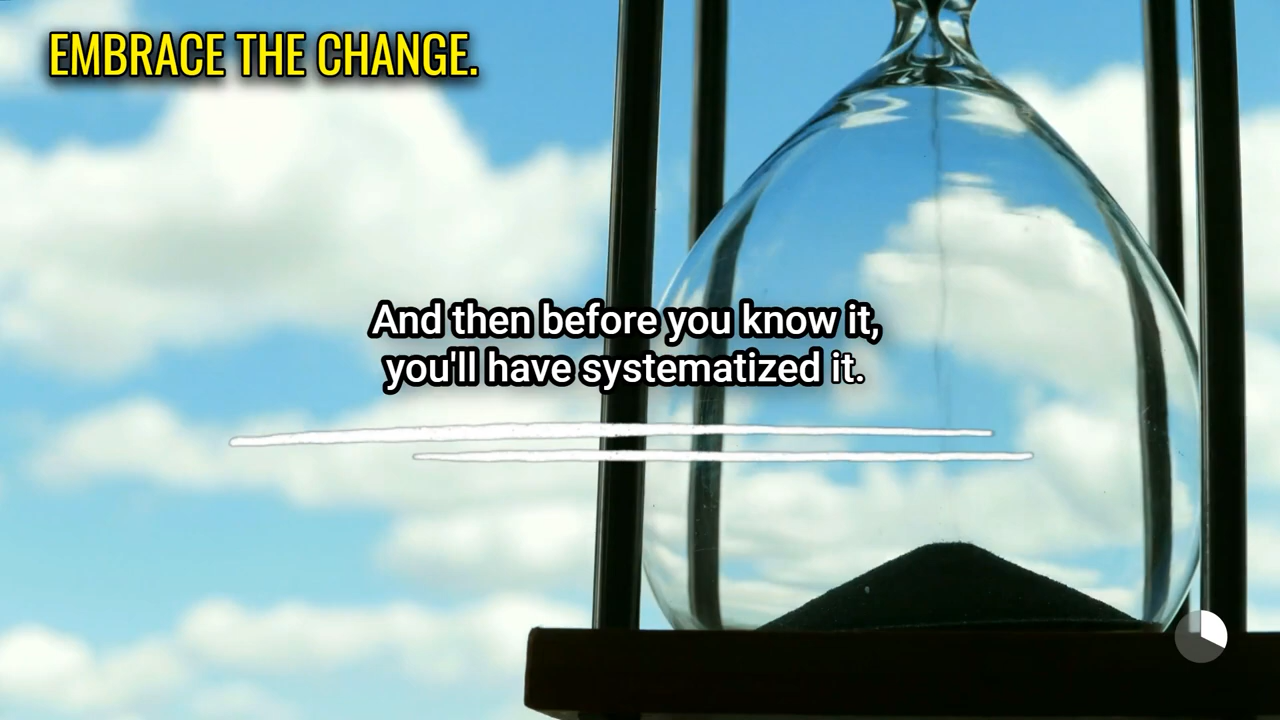 EMBRACE THE CHANGE.
And then before you know it,
you'll have systematized it.